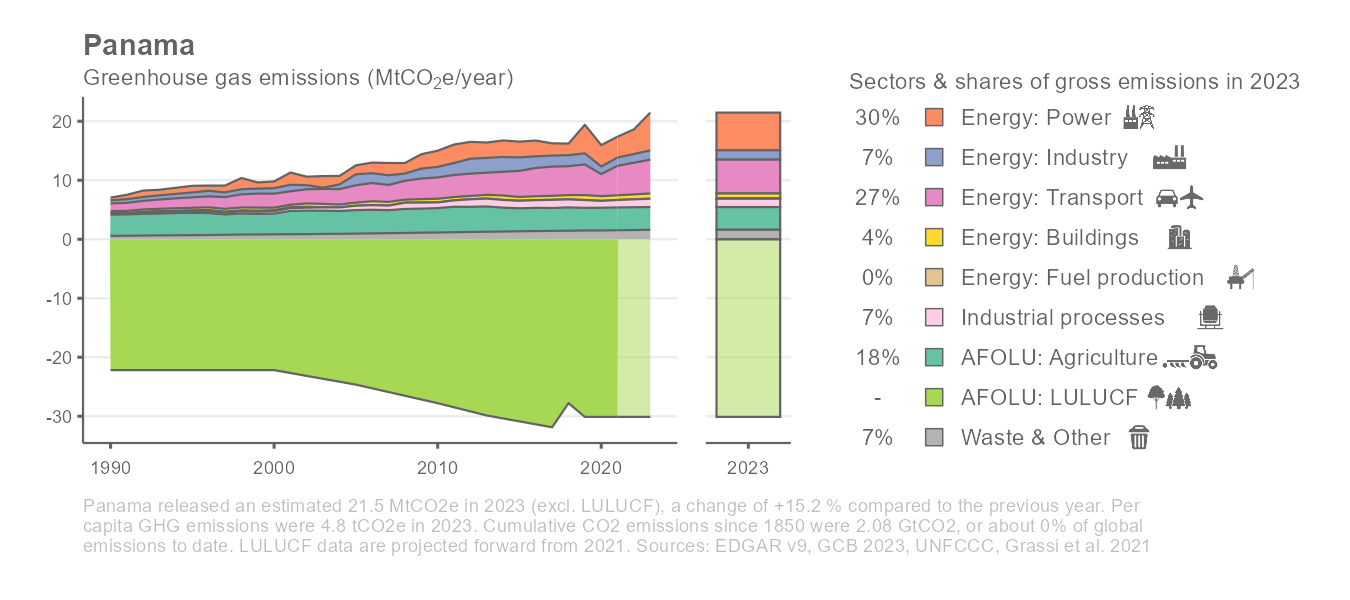 Panama
Greenhouse gas emissions (MtCO₂e/year)
Sectors & shares of gross emissions in 2023
30% Energy: Power
7% Energy: Industry
27% Energy: Transport
4% Energy: Buildings
0% Energy: Fuel production
7% Industrial processes
18% AFOLU: Agriculture
- AFOLU: LULUCF
7% Waste & Other
20
10
0
-10
-20
-30
1990 2000 2010 2020 2023
Panama released an estimated 21.5 MtCO2e in 2023 (excl. LULUCF), a change of +15.2 % compared to the previous year. Per
capita GHG emissions were 4.8 tCO2e in 2023. Cumulative CO2 emissions since 1850 were 2.08 GtCO2, or about 0% of global
emissions to date. LULUCF data are projected forward from 2021. Sources: EDGAR v9, GCB 2023, UNFCCC, Grassi et al. 2021